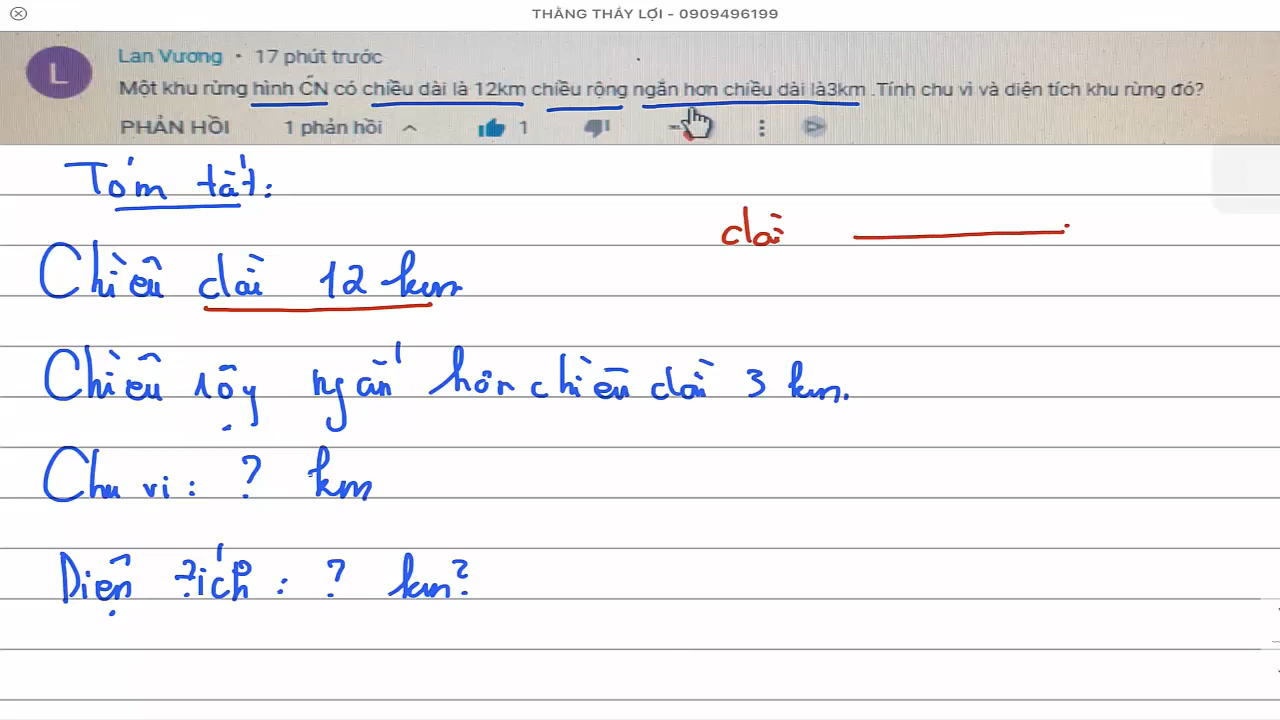 THẦNG THẦY LỢI - 0909496199
Lan Vương • 17 phút trước
Một khu rừng hình CN có chiều dài là 12km chiều rộng ngắn hơn chiều dài là3km .Tính chu vi và diện tích khu rừng đó?
PHẢN HỒI 1 phản hồi 1
Tóm tắt:
dài
Chiều dài 12 km
Chiều rộng ngắn hơn chiều dài 3 km.
Chu vi: ? km
Diện tích: ? km²